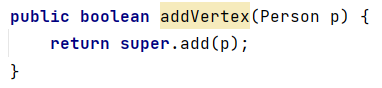 public boolean addVertex(Person p) {
    return super.add(p);
}